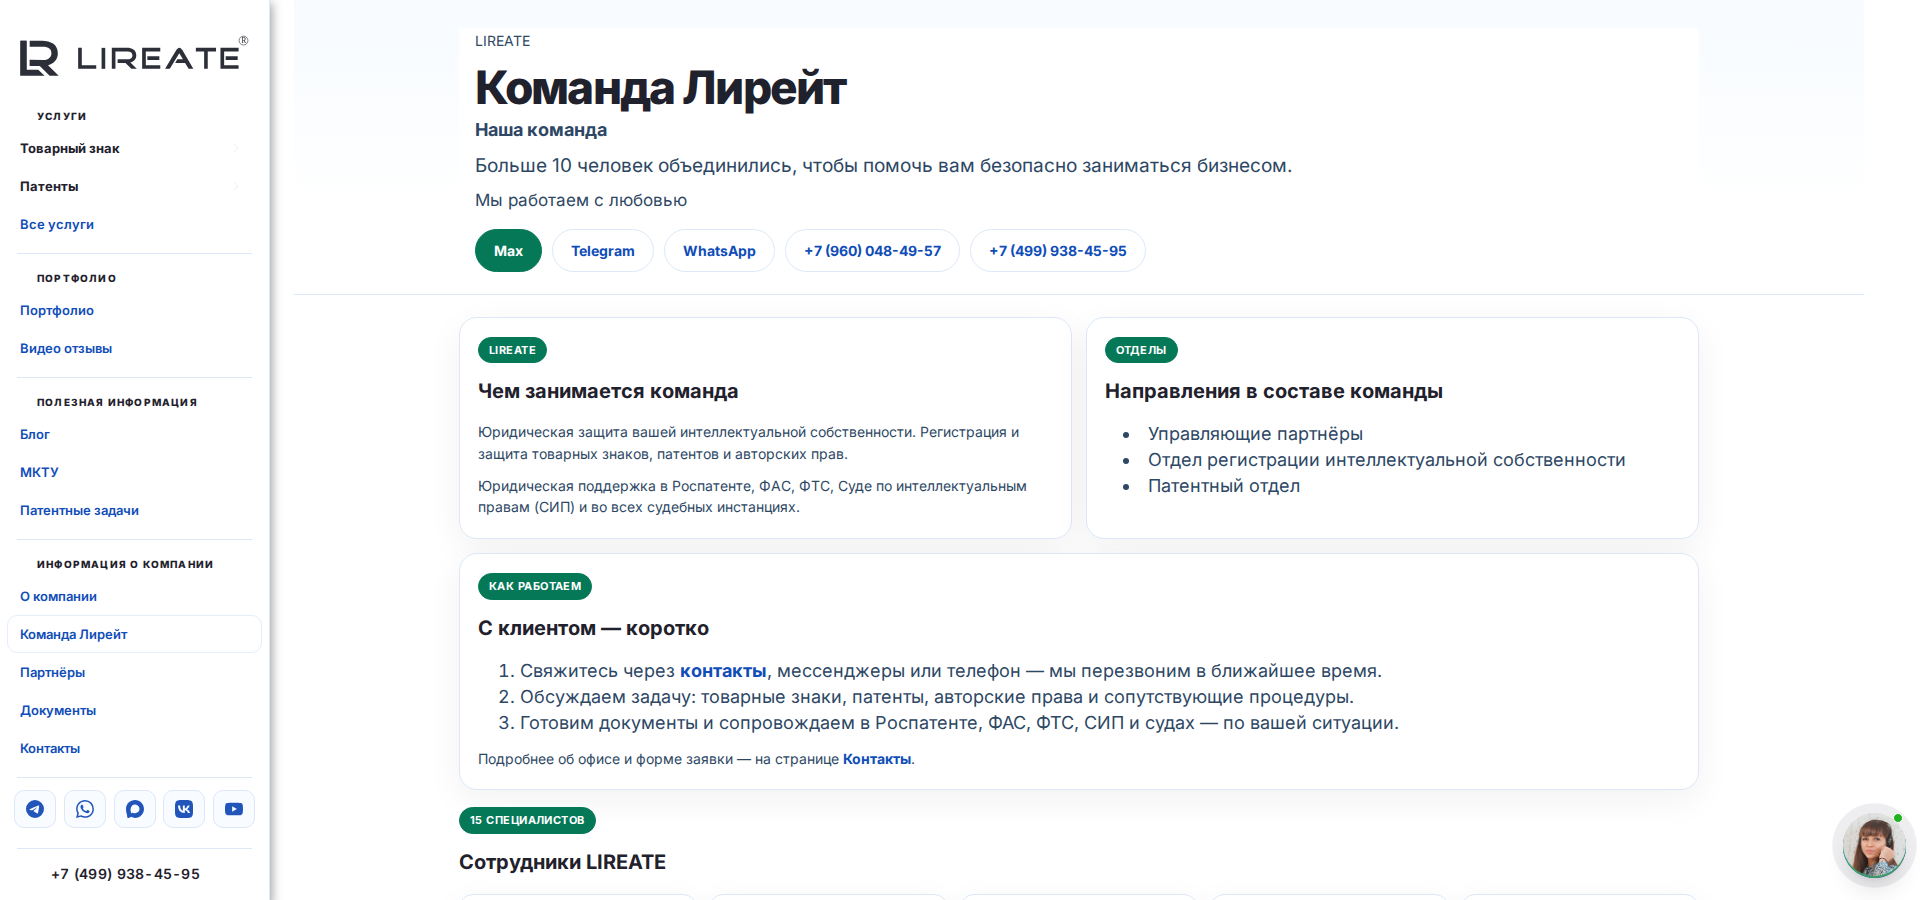 LIREATE®
УСЛУГИ
Товарный знак
Патенты
Все услуги
ПОРТФОЛИО
Портфолио
Видео отзывы
ПОЛЕЗНАЯ ИНФОРМАЦИЯ
Блог
МКТУ
Патентные задачи
ИНФОРМАЦИЯ О КОМПАНИИ
О компании
Команда Лирейт
Партнёры
Документы
Контакты
+7 (499) 938-45-95
LIREATE
Команда Лирейт
Наша команда
Больше 10 человек объединились, чтобы помочь вам безопасно заниматься бизнесом.
Мы работаем с любовью
Max Telegram WhatsApp +7 (960) 048-49-57 +7 (499) 938-45-95
LIREATE
Чем занимается команда
Юридическая защита вашей интеллектуальной собственности. Регистрация и
защита товарных знаков, патентов и авторских прав.
Юридическая поддержка в Роспатенте, ФАС, ФТС, Суде по интеллектуальным
правам (СИП) и во всех судебных инстанциях.
ОТДЕЛЫ
Направления в составе команды
• Управляющие партнёры
• Отдел регистрации интеллектуальной собственности
• Патентный отдел
КАК РАБОТАЕМ
С клиентом — коротко
1. Свяжитесь через контакты, мессенджеры или телефон — мы перезвоним в ближайшее время.
2. Обсуждаем задачу: товарные знаки, патенты, авторские права и сопутствующие процедуры.
3. Готовим документы и сопровождаем в Роспатенте, ФАС, ФТС, СИП и судах — по вашей ситуации.
Подробнее об офисе и форме заявки — на странице Контакты.
15 СПЕЦИАЛИСТОВ
Сотрудники LIREATE